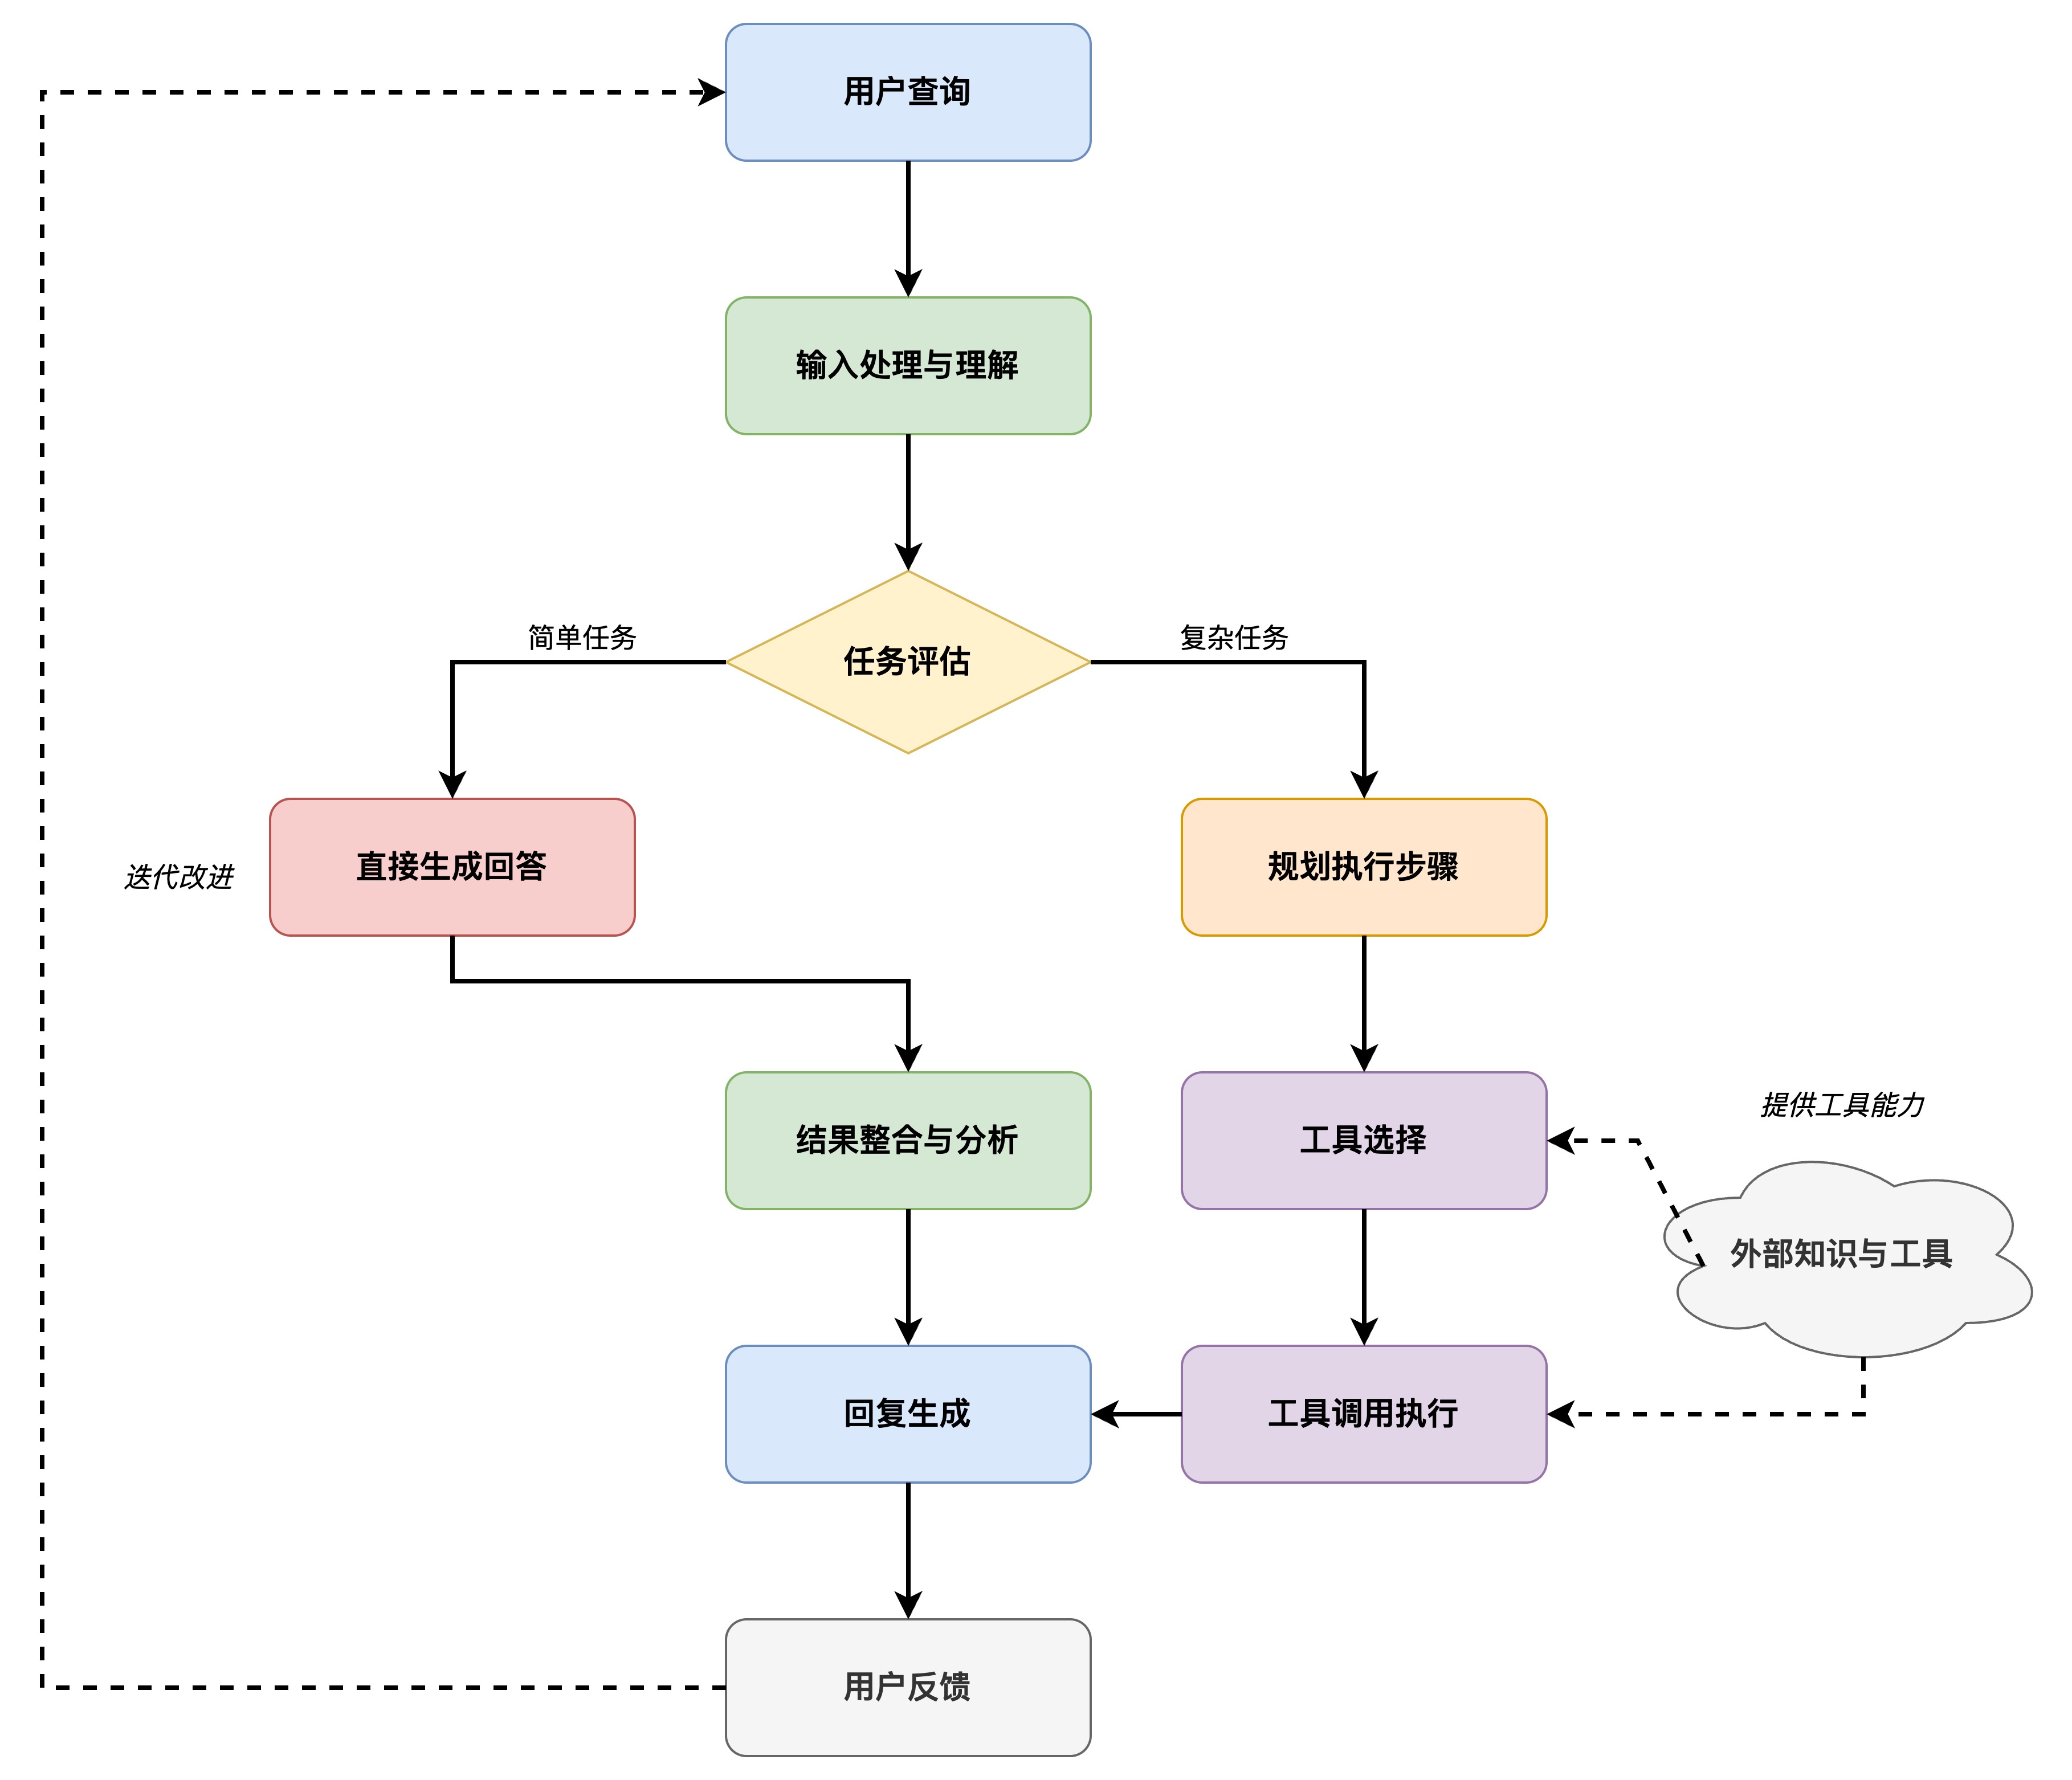 用户查询
输入处理与理解
简单任务
任务评估
复杂任务
迭代改进
直接生成回答
规划执行步骤
提供工具能力
结果整合与分析
工具选择
外部知识与工具
回复生成
工具调用执行
用户反馈